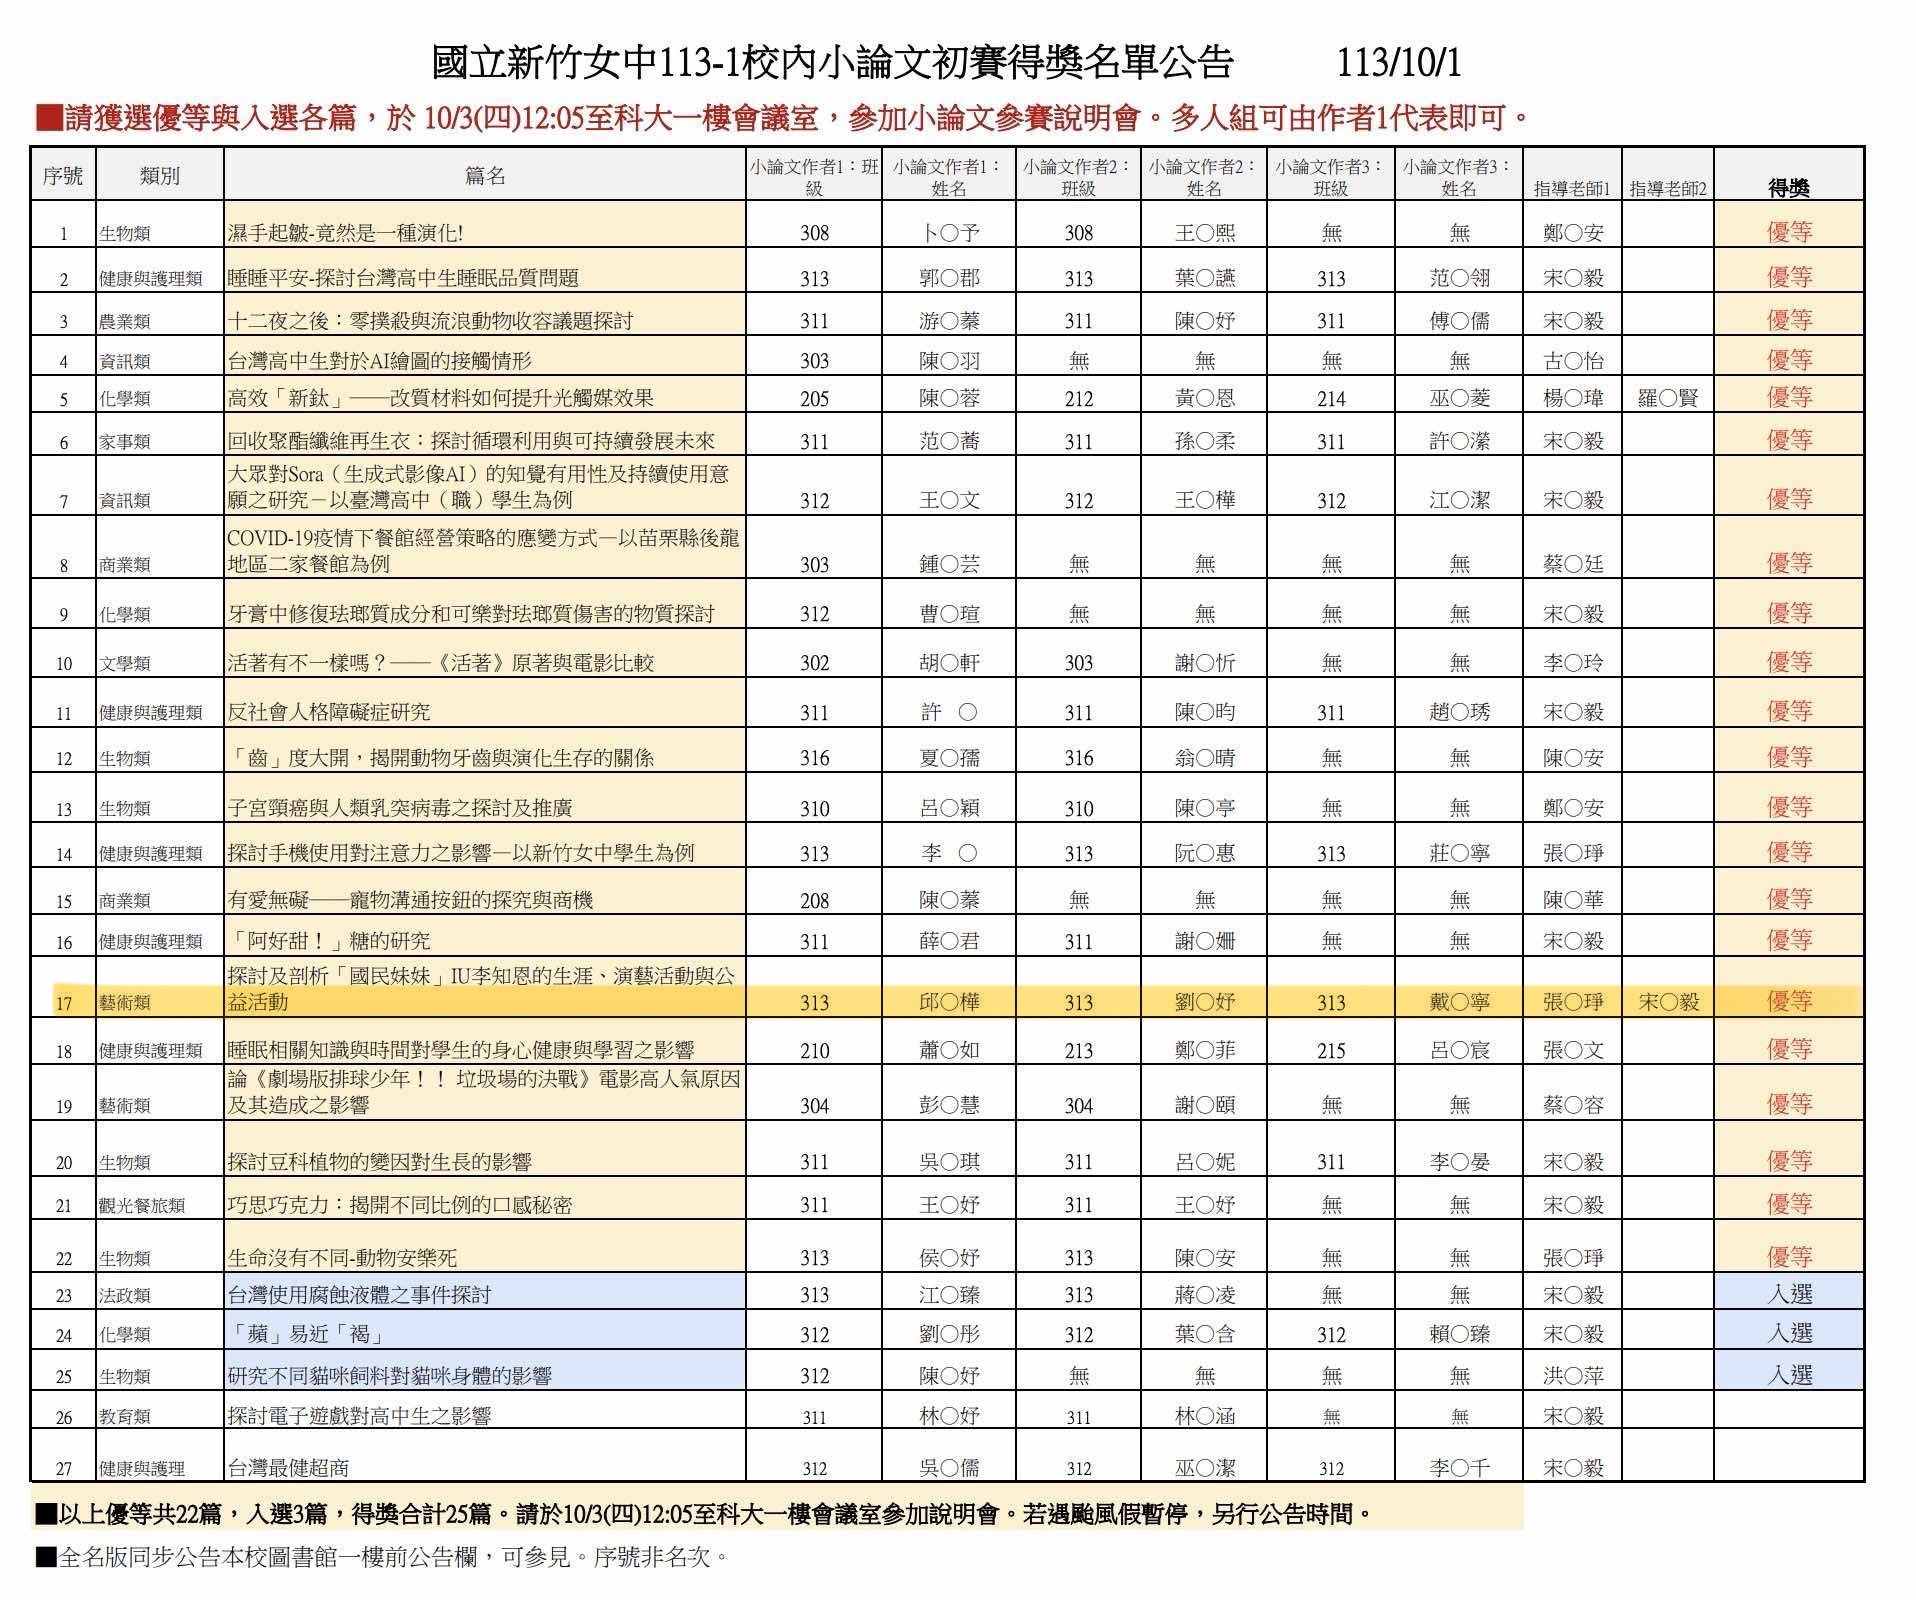 國立新竹女中113-1校內小論文初賽得獎名單公告 113/10/1
■請獲選優等與入選各篇，於 10/3(四)12:05至科大一樓會議室，參加小論文參賽說明會。多人組可由作者1代表即可。
序號 類別 篇名 小論文作者1：班級 小論文作者1：姓名 小論文作者2：班級 小論文作者2：姓名 小論文作者3：班級 小論文作者3：姓名 指導老師1 指導老師2 得獎
1 生物類 濕手起皺-竟然是一種演化! 308 卜○予 308 王○熙 無 無 鄭○安 優等
2 健康與護理類 睡睡平安-探討台灣高中生睡眠品質問題 313 郭○郡 313 葉○讌 313 范○翎 宋○毅 優等
3 農業類 十二夜之後：零撲殺與流浪動物收容議題探討 311 游○蓁 311 陳○妤 311 傅○儒 宋○毅 優等
4 資訊類 台灣高中生對於AI繪圖的接觸情形 303 陳○羽 無 無 無 無 古○怡 優等
5 化學類 高效「新鈦」──改質材料如何提升光觸媒效果 205 陳○蓉 212 黃○恩 214 巫○菱 楊○瑋 羅○賢 優等
6 家事類 回收聚酯纖維再生衣：探討循環利用與可持續發展未來 311 范○蕎 311 孫○柔 311 許○瀠 宋○毅 優等
大眾對Sora（生成式影像AI）的知覺有用性及持續使用意
7 資訊類 願之研究－以臺灣高中（職）學生為例 312 王○文 312 王○樺 312 江○潔 宋○毅 優等
COVID-19疫情下餐館經營策略的應變方式—以苗栗縣後龍
8 商業類 地區二家餐館為例 303 鍾○芸 無 無 無 無 蔡○廷 優等
9 化學類 牙膏中修復琺瑯質成分和可樂對琺瑯質傷害的物質探討 312 曹○瑄 無 無 無 無 宋○毅 優等
10 文學類 活著有不一樣嗎？──《活著》原著與電影比較 302 胡○軒 303 謝○忻 無 無 李○玲 優等
11 健康與護理類 反社會人格障礙症研究 311 許 ○ 311 陳○昀 311 趙○琇 宋○毅 優等
12 生物類 「齒」度大開，揭開動物牙齒與演化生存的關係 316 夏○孺 316 翁○晴 無 無 陳○安 優等
13 生物類 子宮頸癌與人類乳突病毒之探討及推廣 310 呂○穎 310 陳○亭 無 無 鄭○安 優等
14 健康與護理類 探討手機使用對注意力之影響—以新竹女中學生為例 313 李 ○ 313 阮○惠 313 莊○寧 張○琤 優等
15 商業類 有愛無礙──寵物溝通按鈕的探究與商機 208 陳○蓁 無 無 無 無 陳○華 優等
16 健康與護理類 「阿好甜！」糖的研究 311 薛○君 311 謝○姍 無 無 宋○毅 優等
探討及剖析「國民妹妹」IU李知恩的生涯、演藝活動與公
17 藝術類 益活動 313 邱○樺 313 劉○妤 313 戴○寧 張○琤 宋○毅 優等
18 健康與護理類 睡眠相關知識與時間對學生的身心健康與學習之影響 210 蕭○如 213 鄭○菲 215 呂○宸 張○文 優等
論《劇場版排球少年！！ 垃圾場的決戰》電影高人氣原因
19 藝術類 及其造成之影響 304 彭○慧 304 謝○頤 無 無 蔡○容 優等
20 生物類 探討豆科植物的變因對生長的影響 311 吳○琪 311 呂○妮 311 李○晏 宋○毅 優等
21 觀光餐旅類 巧思巧克力：揭開不同比例的口感秘密 311 王○妤 311 王○妤 無 無 宋○毅 優等
22 生物類 生命沒有不同-動物安樂死 313 侯○妤 313 陳○安 無 無 張○琤 優等
23 法政類 台灣使用腐蝕液體之事件探討 313 江○臻 313 蔣○凌 無 無 宋○毅 入選
24 化學類 「蘋」易近「褐」 312 劉○彤 312 葉○含 312 賴○臻 宋○毅 入選
25 生物類 研究不同貓咪飼料對貓咪身體的影響 312 陳○妤 無 無 無 無 洪○萍 入選
26 教育類 探討電子遊戲對高中生之影響 311 林○妤 311 林○涵 無 無 宋○毅
27 健康與護理 台灣最健超商 312 吳○儒 312 巫○潔 312 李○千 宋○毅
■以上優等共22篇，入選3篇，得獎合計25篇。請於10/3(四)12:05至科大一樓會議室參加說明會。若遇颱風假暫停，另行公告時間。
■全名版同步公告本校圖書館一樓前公告欄，可參見。序號非名次。